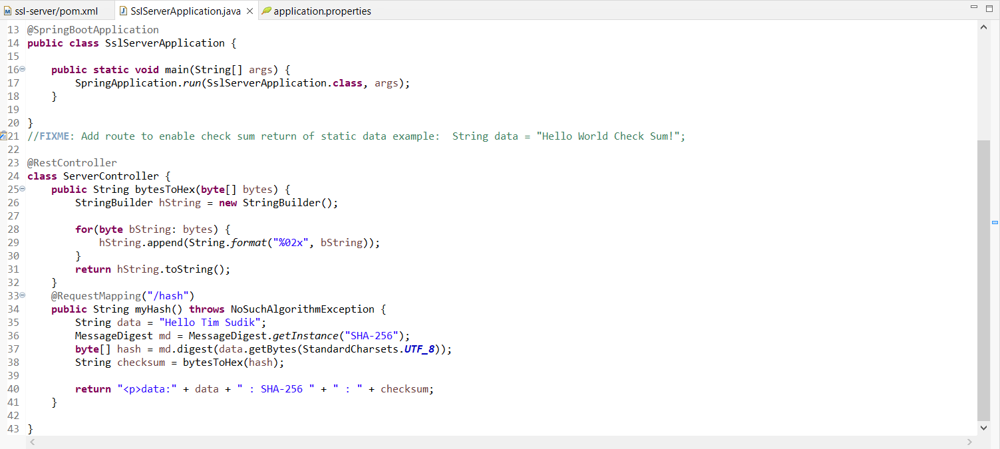 ssl-server/pom.xml SslServerApplication.java application.properties
13 @SpringBootApplication
14 public class SslServerApplication {
15
16     public static void main(String[] args) {
17         SpringApplication.run(SslServerApplication.class, args);
18     }
19
20 }
21 //FIXME: Add route to enable check sum return of static data example:  String data = "Hello World Check Sum!";
22
23 @RestController
24 class ServerController {
25     public String bytesToHex(byte[] bytes) {
26         StringBuilder hString = new StringBuilder();
27
28         for(byte bString: bytes) {
29             hString.append(String.format("%02x", bString));
30         }
31         return hString.toString();
32     }
33     @RequestMapping("/hash")
34     public String myHash() throws NoSuchAlgorithmException {
35         String data = "Hello Tim Sudik";
36         MessageDigest md = MessageDigest.getInstance("SHA-256");
37         byte[] hash = md.digest(data.getBytes(StandardCharsets.UTF_8));
38         String checksum = bytesToHex(hash);
39
40         return "<p>data:" + data + " : SHA-256 " + " : " + checksum;
41     }
42
43 }